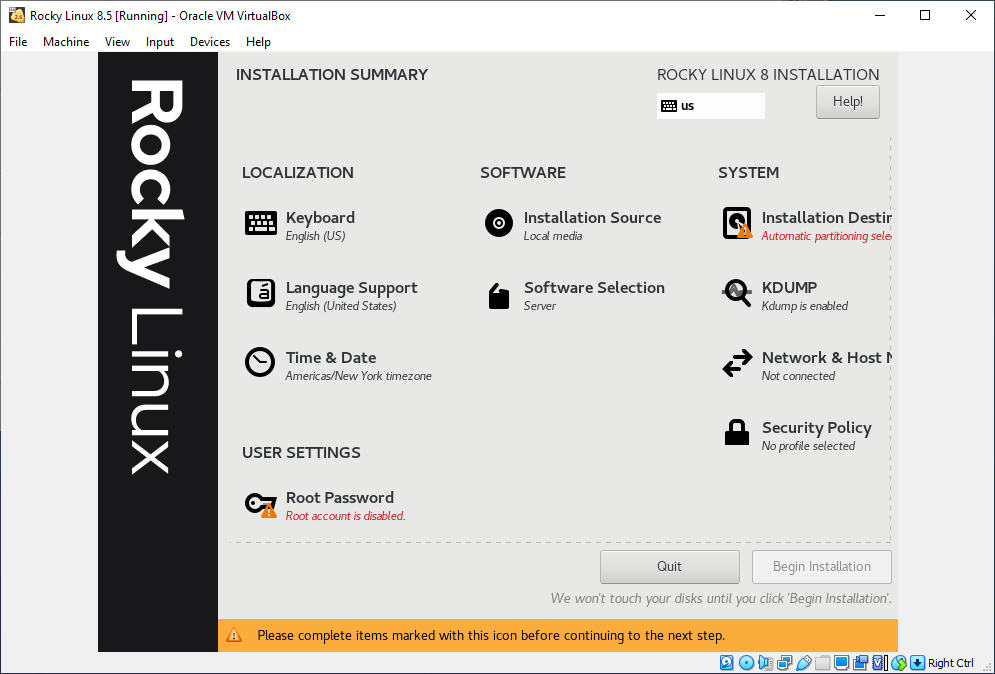 Rocky Linux 8.5 [Running] - Oracle VM VirtualBox
File Machine View Input Devices Help
Rocky Linux
INSTALLATION SUMMARY
ROCKY LINUX 8 INSTALLATION
us
Help!
LOCALIZATION
Keyboard
English (US)
Language Support
English (United States)
Time & Date
Americas/New York timezone
SOFTWARE
Installation Source
Local media
Software Selection
Server
SYSTEM
Installation Destin
Automatic partitioning sele
KDUMP
Kdump is enabled
Network & Host N
Not connected
Security Policy
No profile selected
USER SETTINGS
Root Password
Root account is disabled.
Quit
Begin Installation
We won't touch your disks until you click 'Begin Installation'.
Please complete items marked with this icon before continuing to the next step.
Right Ctrl